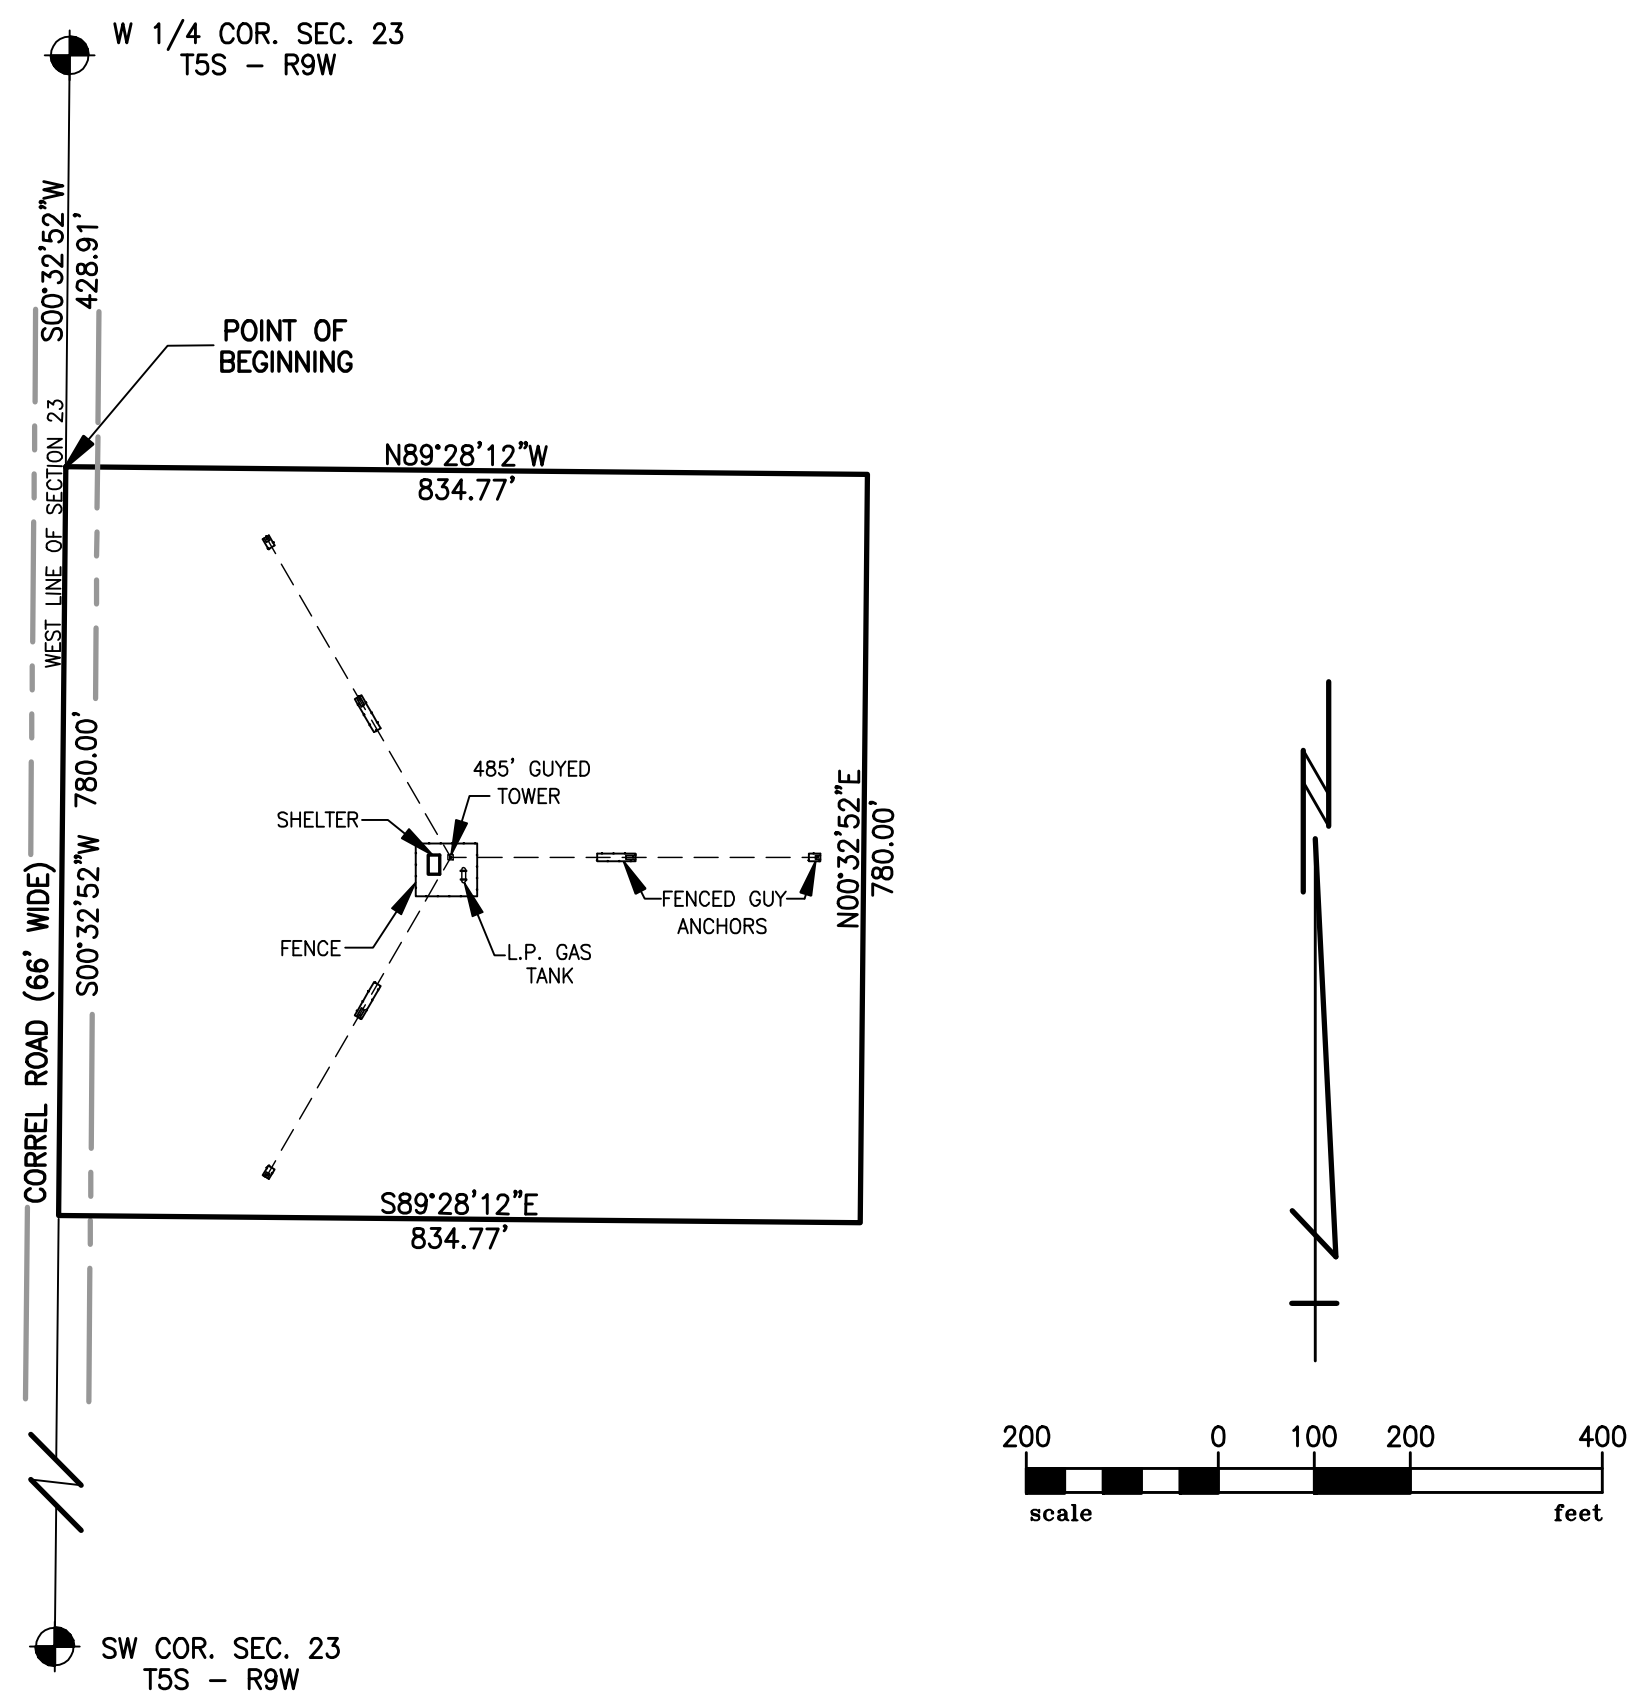 W 1/4 COR. SEC. 23
T5S - R9W
S00°32'52"W
428.91'
POINT OF
BEGINNING
WEST LINE OF SECTION 23
N89°28'12"W
834.77'
485' GUYED
TOWER
SHELTER
S00°32'52"W 780.00'
N00°32'52"E
780.00'
FENCED GUY
ANCHORS
FENCE
L.P. GAS
TANK
CORREL ROAD (66' WIDE)
S89°28'12"E
834.77'
N
200 0 100 200 400
scale feet
SW COR. SEC. 23
T5S - R9W